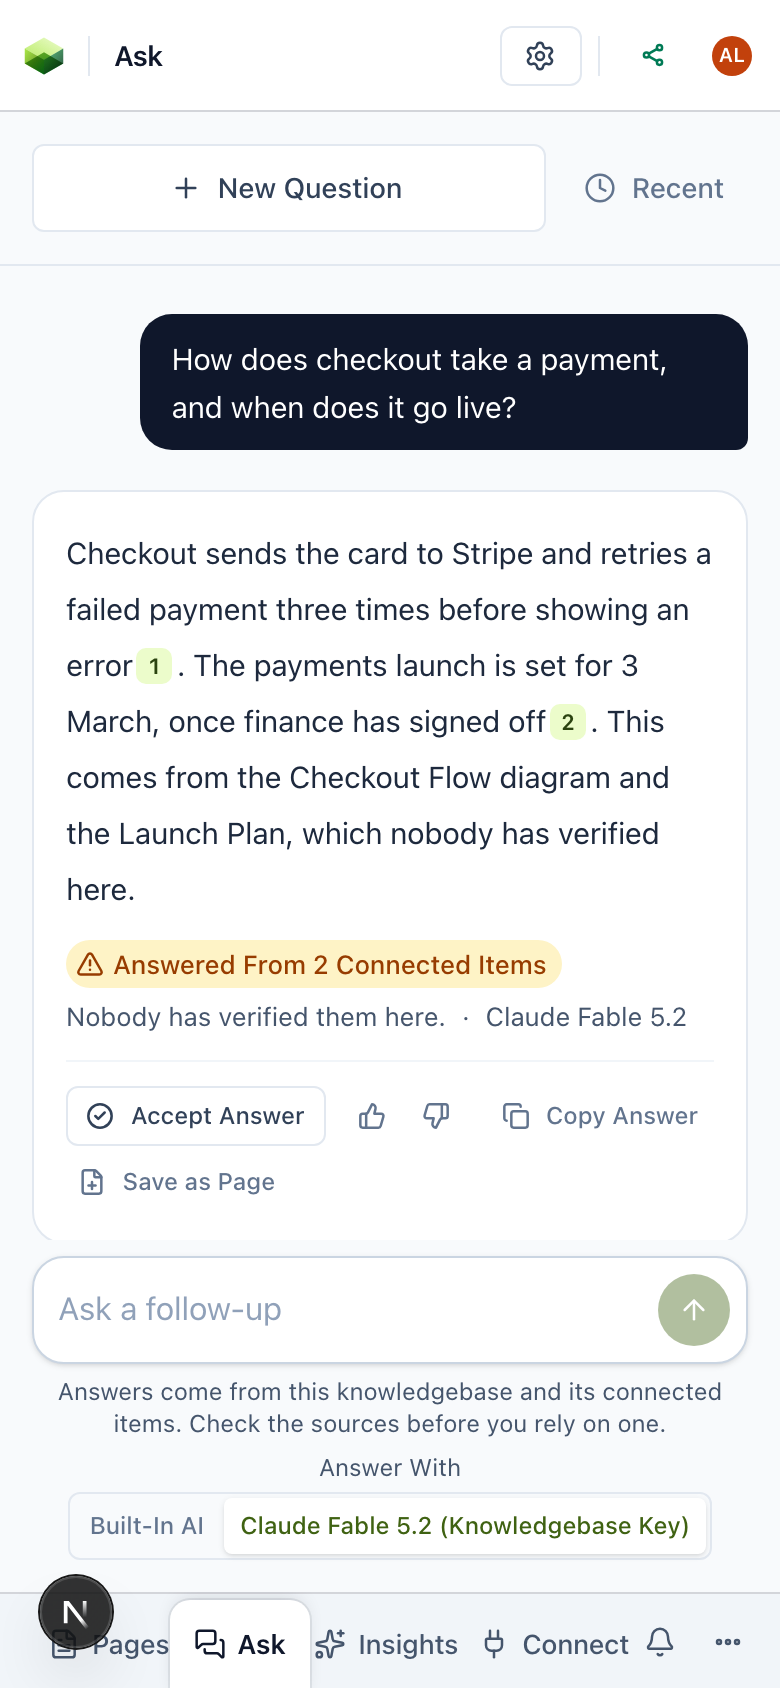 Ask
AL
New Question
Recent
How does checkout take a payment,
and when does it go live?
Checkout sends the card to Stripe and retries a
failed payment three times before showing an
error 1 . The payments launch is set for 3
March, once finance has signed off 2 . This
comes from the Checkout Flow diagram and
the Launch Plan, which nobody has verified
here.
Answered From 2 Connected Items
Nobody has verified them here. · Claude Fable 5.2
Accept Answer
Copy Answer
Save as Page
Ask a follow-up
Answers come from this knowledgebase and its connected
items. Check the sources before you rely on one.
Answer With
Built-In AI
Claude Fable 5.2 (Knowledgebase Key)
N
Pages
Ask
Insights
Connect